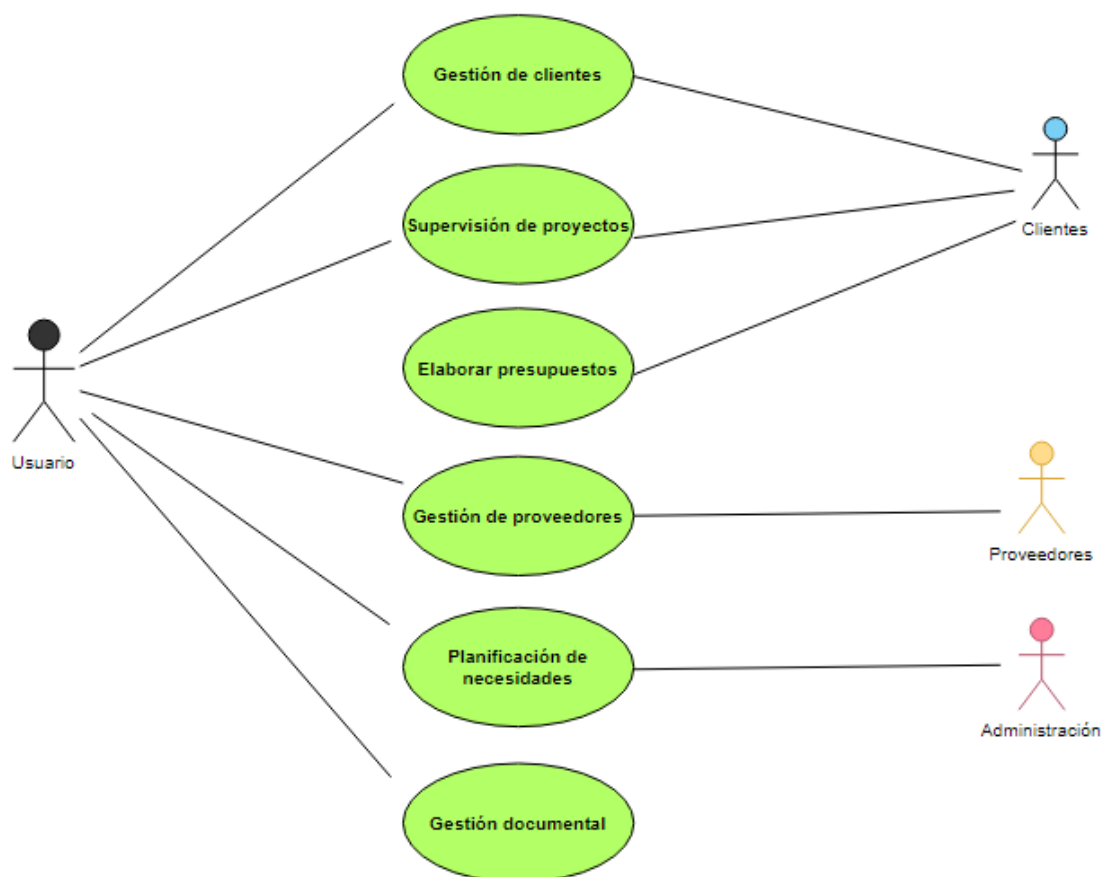 Gestión de clientes
Clientes
Supervisión de proyectos
Elaborar presupuestos
Usuario
Gestión de proveedores
Proveedores
Planificación de
necesidades
Administración
Gestión documental